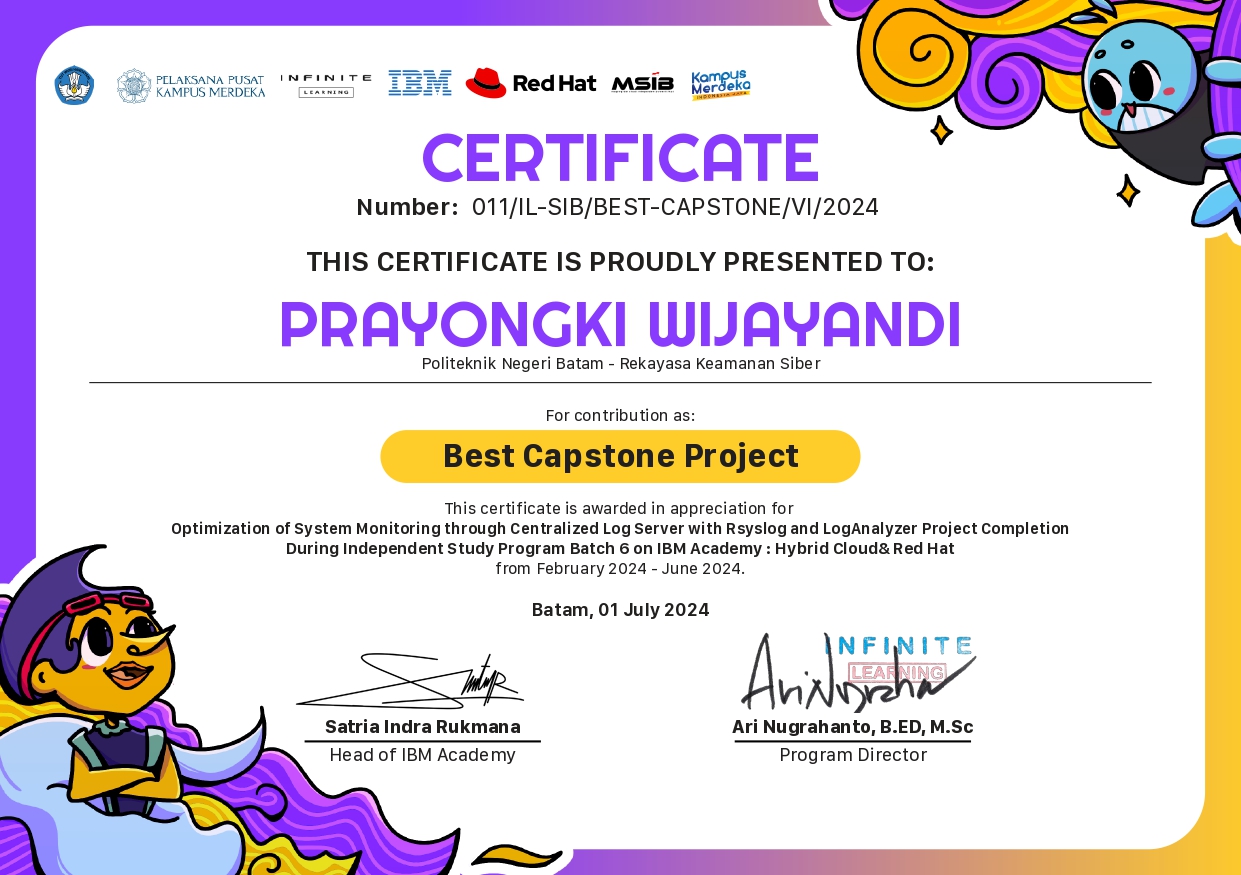 PELAKSANA PUSAT
KAMPUS MERDEKA
INFINITE
LEARNING
IBM
Red Hat
MSIB
Kampus
Merdeka
INDONESIA JAYA
CERTIFICATE
Number: 011/IL-SIB/BEST-CAPSTONE/VI/2024
THIS CERTIFICATE IS PROUDLY PRESENTED TO:
PRAYONGKI WIJAYANDI
Politeknik Negeri Batam - Rekayasa Keamanan Siber
For contribution as:
Best Capstone Project
This certificate is awarded in appreciation for
Optimization of System Monitoring through Centralized Log Server with Rsyslog and LogAnalyzer Project Completion
During Independent Study Program Batch 6 on IBM Academy : Hybrid Cloud& Red Hat
from February 2024 - June 2024.
Batam, 01 July 2024
INFINITE
LEARNING
Ari Nugraha
Satria Indra Rukmana
Ari Nugrahanto, B.ED, M.Sc
Head of IBM Academy
Program Director